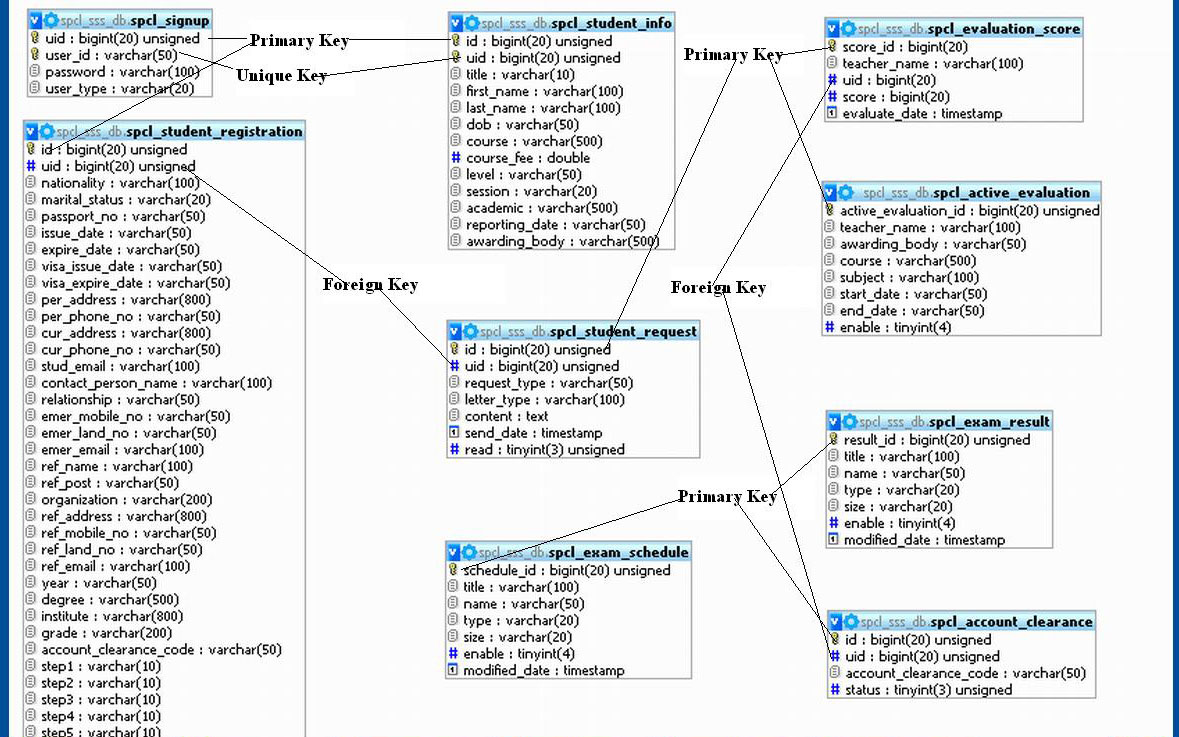 spcl_sss_db.spcl_signup
uid : bigint(20) unsigned
user_id : varchar(50)
password : varchar(100)
user_type : varchar(20)
Primary Key
Unique Key
spcl_sss_db.spcl_student_registration
id : bigint(20) unsigned
uid : bigint(20) unsigned
nationality : varchar(100)
marital_status : varchar(20)
passport_no : varchar(50)
issue_date : varchar(50)
expire_date : varchar(50)
visa_issue_date : varchar(50)
visa_expire_date : varchar(50)
per_address : varchar(800)
per_phone_no : varchar(50)
cur_address : varchar(800)
cur_phone_no : varchar(50)
stud_email : varchar(100)
contact_person_name : varchar(100)
relationship : varchar(50)
emer_mobile_no : varchar(50)
emer_land_no : varchar(50)
emer_email : varchar(100)
ref_name : varchar(100)
ref_post : varchar(50)
organization : varchar(200)
ref_address : varchar(800)
ref_mobile_no : varchar(50)
ref_land_no : varchar(50)
ref_email : varchar(100)
year : varchar(50)
degree : varchar(500)
institute : varchar(800)
grade : varchar(200)
account_clearance_code : varchar(50)
step1 : varchar(10)
step2 : varchar(10)
step3 : varchar(10)
step4 : varchar(10)
step5 : varchar(10)
Foreign Key
spcl_sss_db.spcl_student_info
id : bigint(20) unsigned
uid : bigint(20) unsigned
title : varchar(10)
first_name : varchar(100)
last_name : varchar(100)
dob : varchar(50)
course : varchar(500)
course_fee : double
level : varchar(50)
session : varchar(20)
academic : varchar(500)
reporting_date : varchar(50)
awarding_body : varchar(500)
spcl_sss_db.spcl_student_request
id : bigint(20) unsigned
uid : bigint(20) unsigned
request_type : varchar(50)
letter_type : varchar(100)
content : text
send_date : timestamp
read : tinyint(3) unsigned
spcl_sss_db.spcl_exam_schedule
schedule_id : bigint(20) unsigned
title : varchar(100)
name : varchar(50)
type : varchar(20)
size : varchar(20)
enable : tinyint(4)
modified_date : timestamp
Primary Key
Foreign Key
Primary Key
spcl_sss_db.spcl_evaluation_score
score_id : bigint(20)
teacher_name : varchar(100)
uid : bigint(20)
score : bigint(20)
evaluate_date : timestamp
spcl_sss_db.spcl_active_evaluation
active_evaluation_id : bigint(20) unsigned
teacher_name : varchar(100)
awarding_body : varchar(50)
course : varchar(500)
subject : varchar(100)
start_date : varchar(50)
end_date : varchar(50)
enable : tinyint(4)
spcl_sss_db.spcl_exam_result
result_id : bigint(20) unsigned
title : varchar(100)
name : varchar(50)
type : varchar(20)
size : varchar(20)
enable : tinyint(4)
modified_date : timestamp
spcl_sss_db.spcl_account_clearance
id : bigint(20) unsigned
uid : bigint(20) unsigned
account_clearance_code : varchar(50)
status : tinyint(3) unsigned